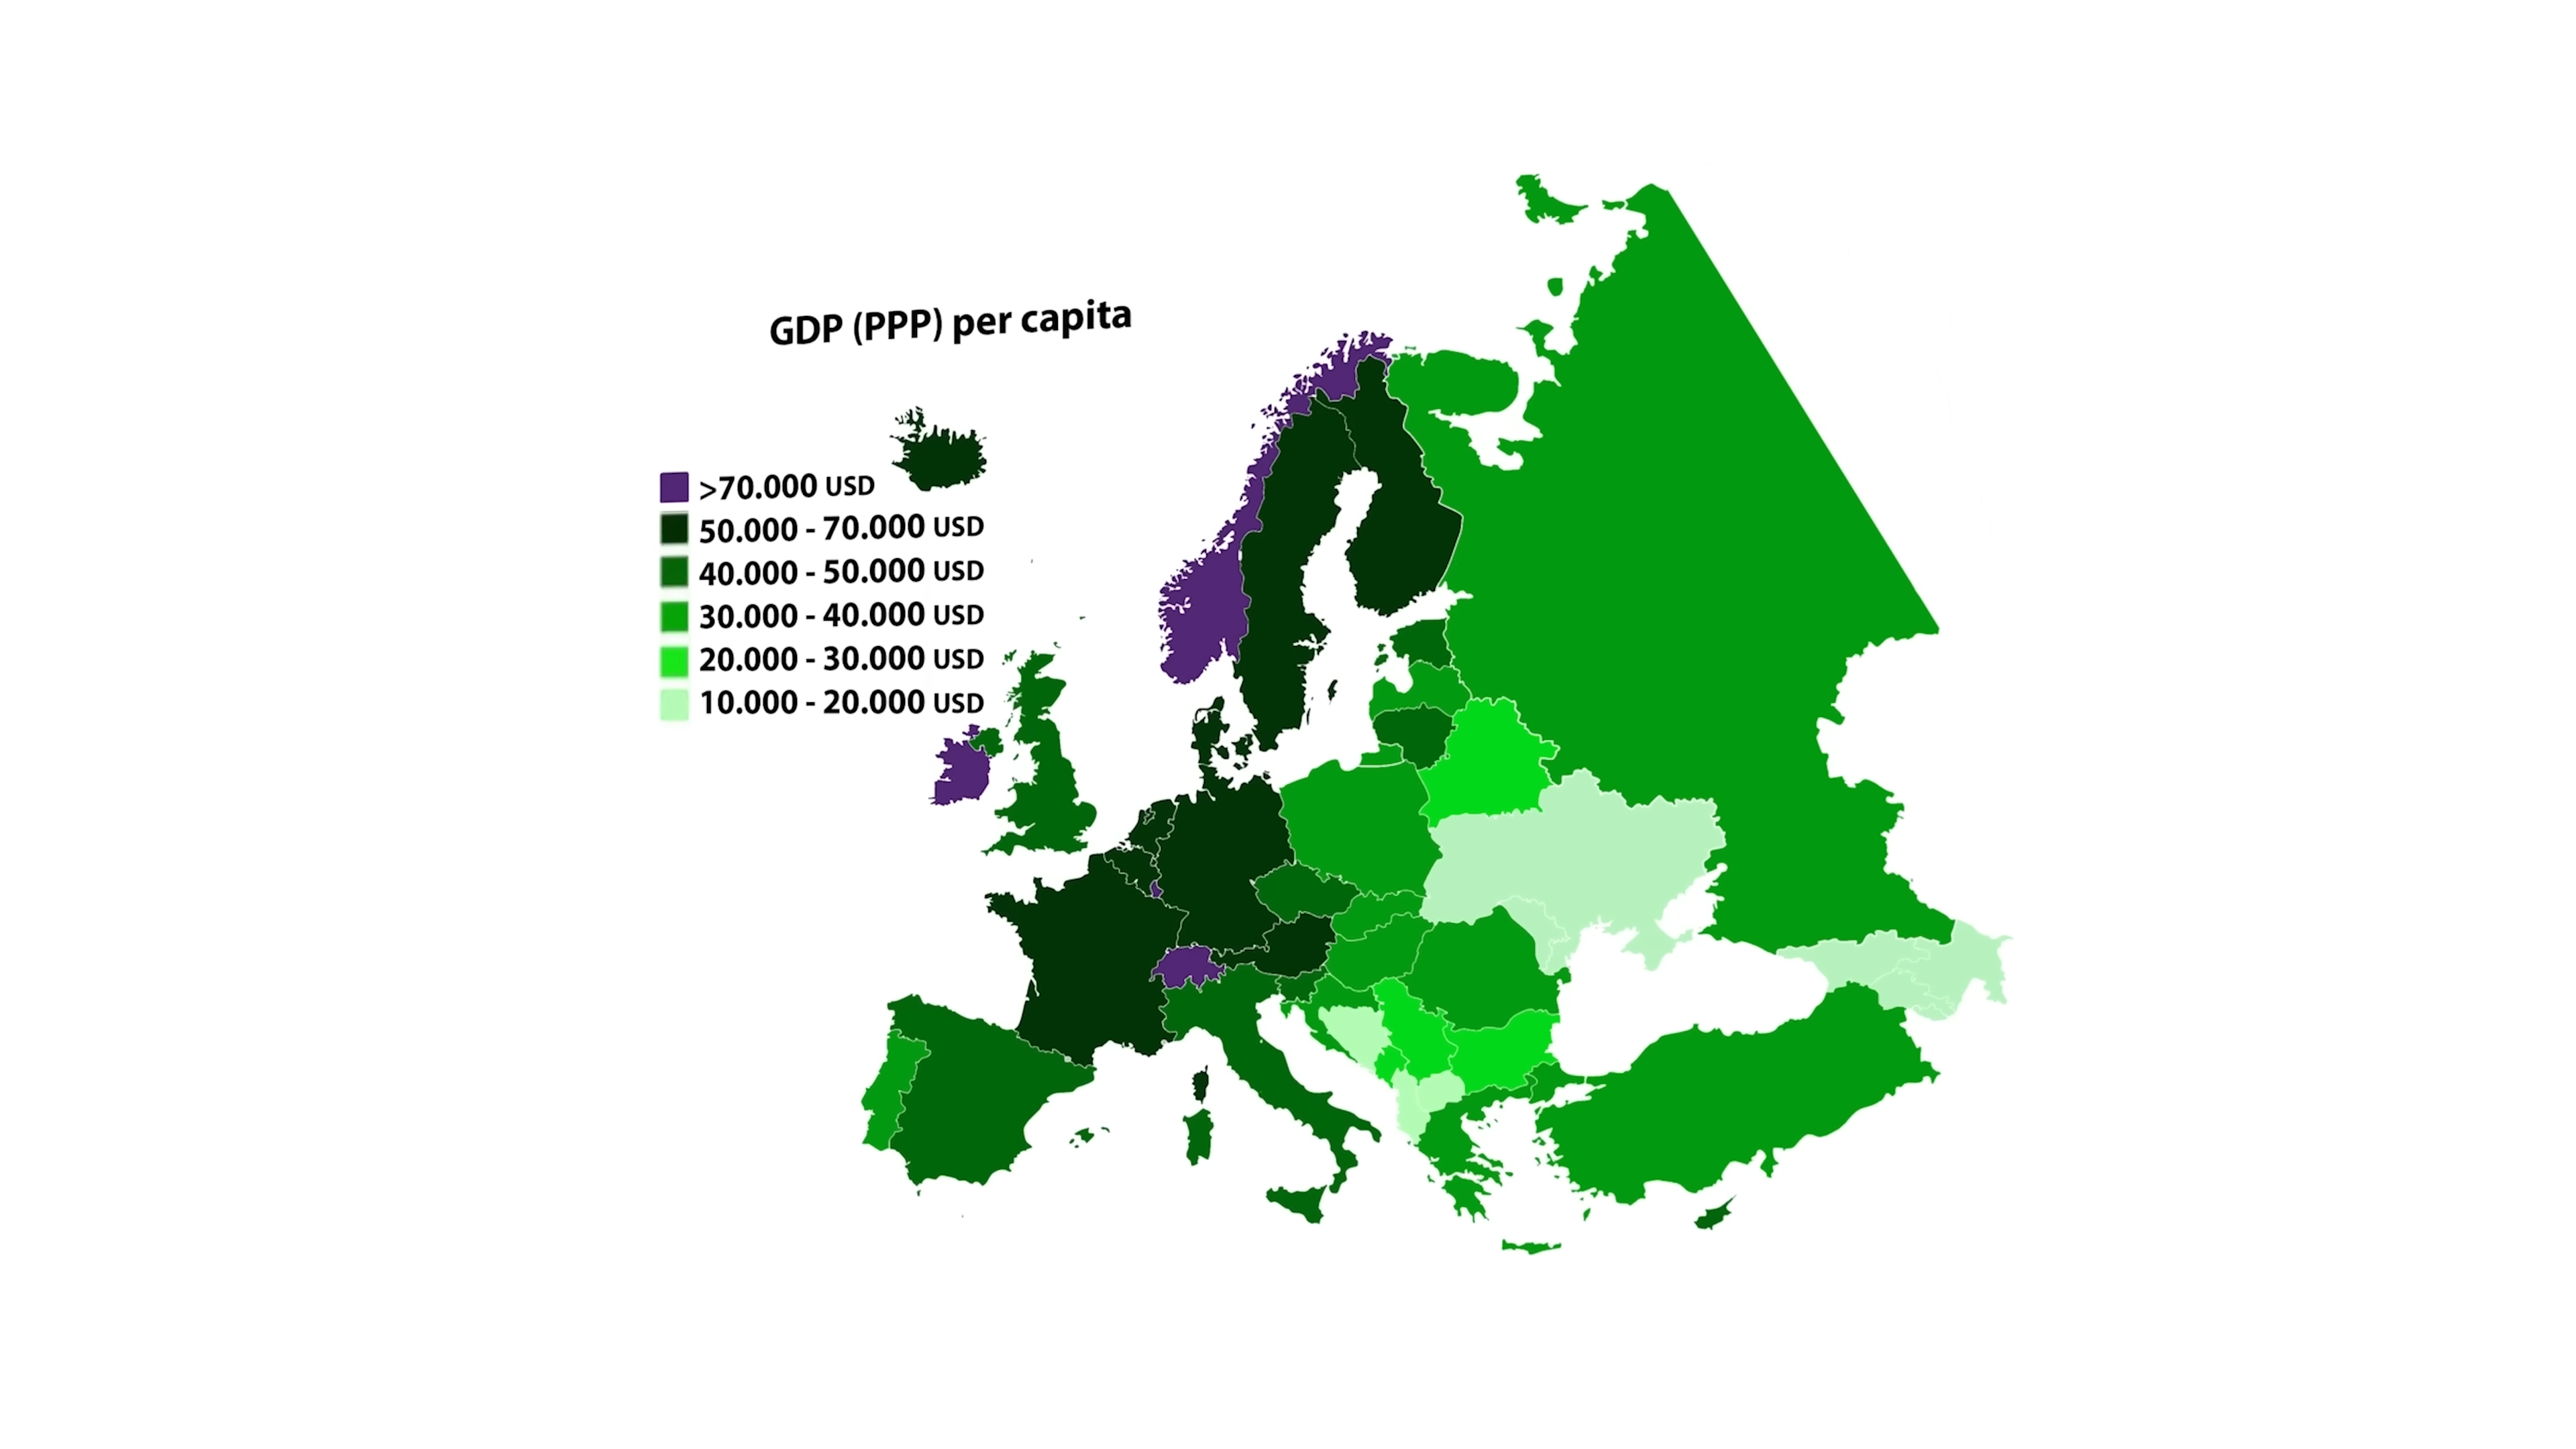 GDP (PPP) per capita
>70.000 USD
50.000 - 70.000 USD
40.000 - 50.000 USD
30.000 - 40.000 USD
20.000 - 30.000 USD
10.000 - 20.000 USD